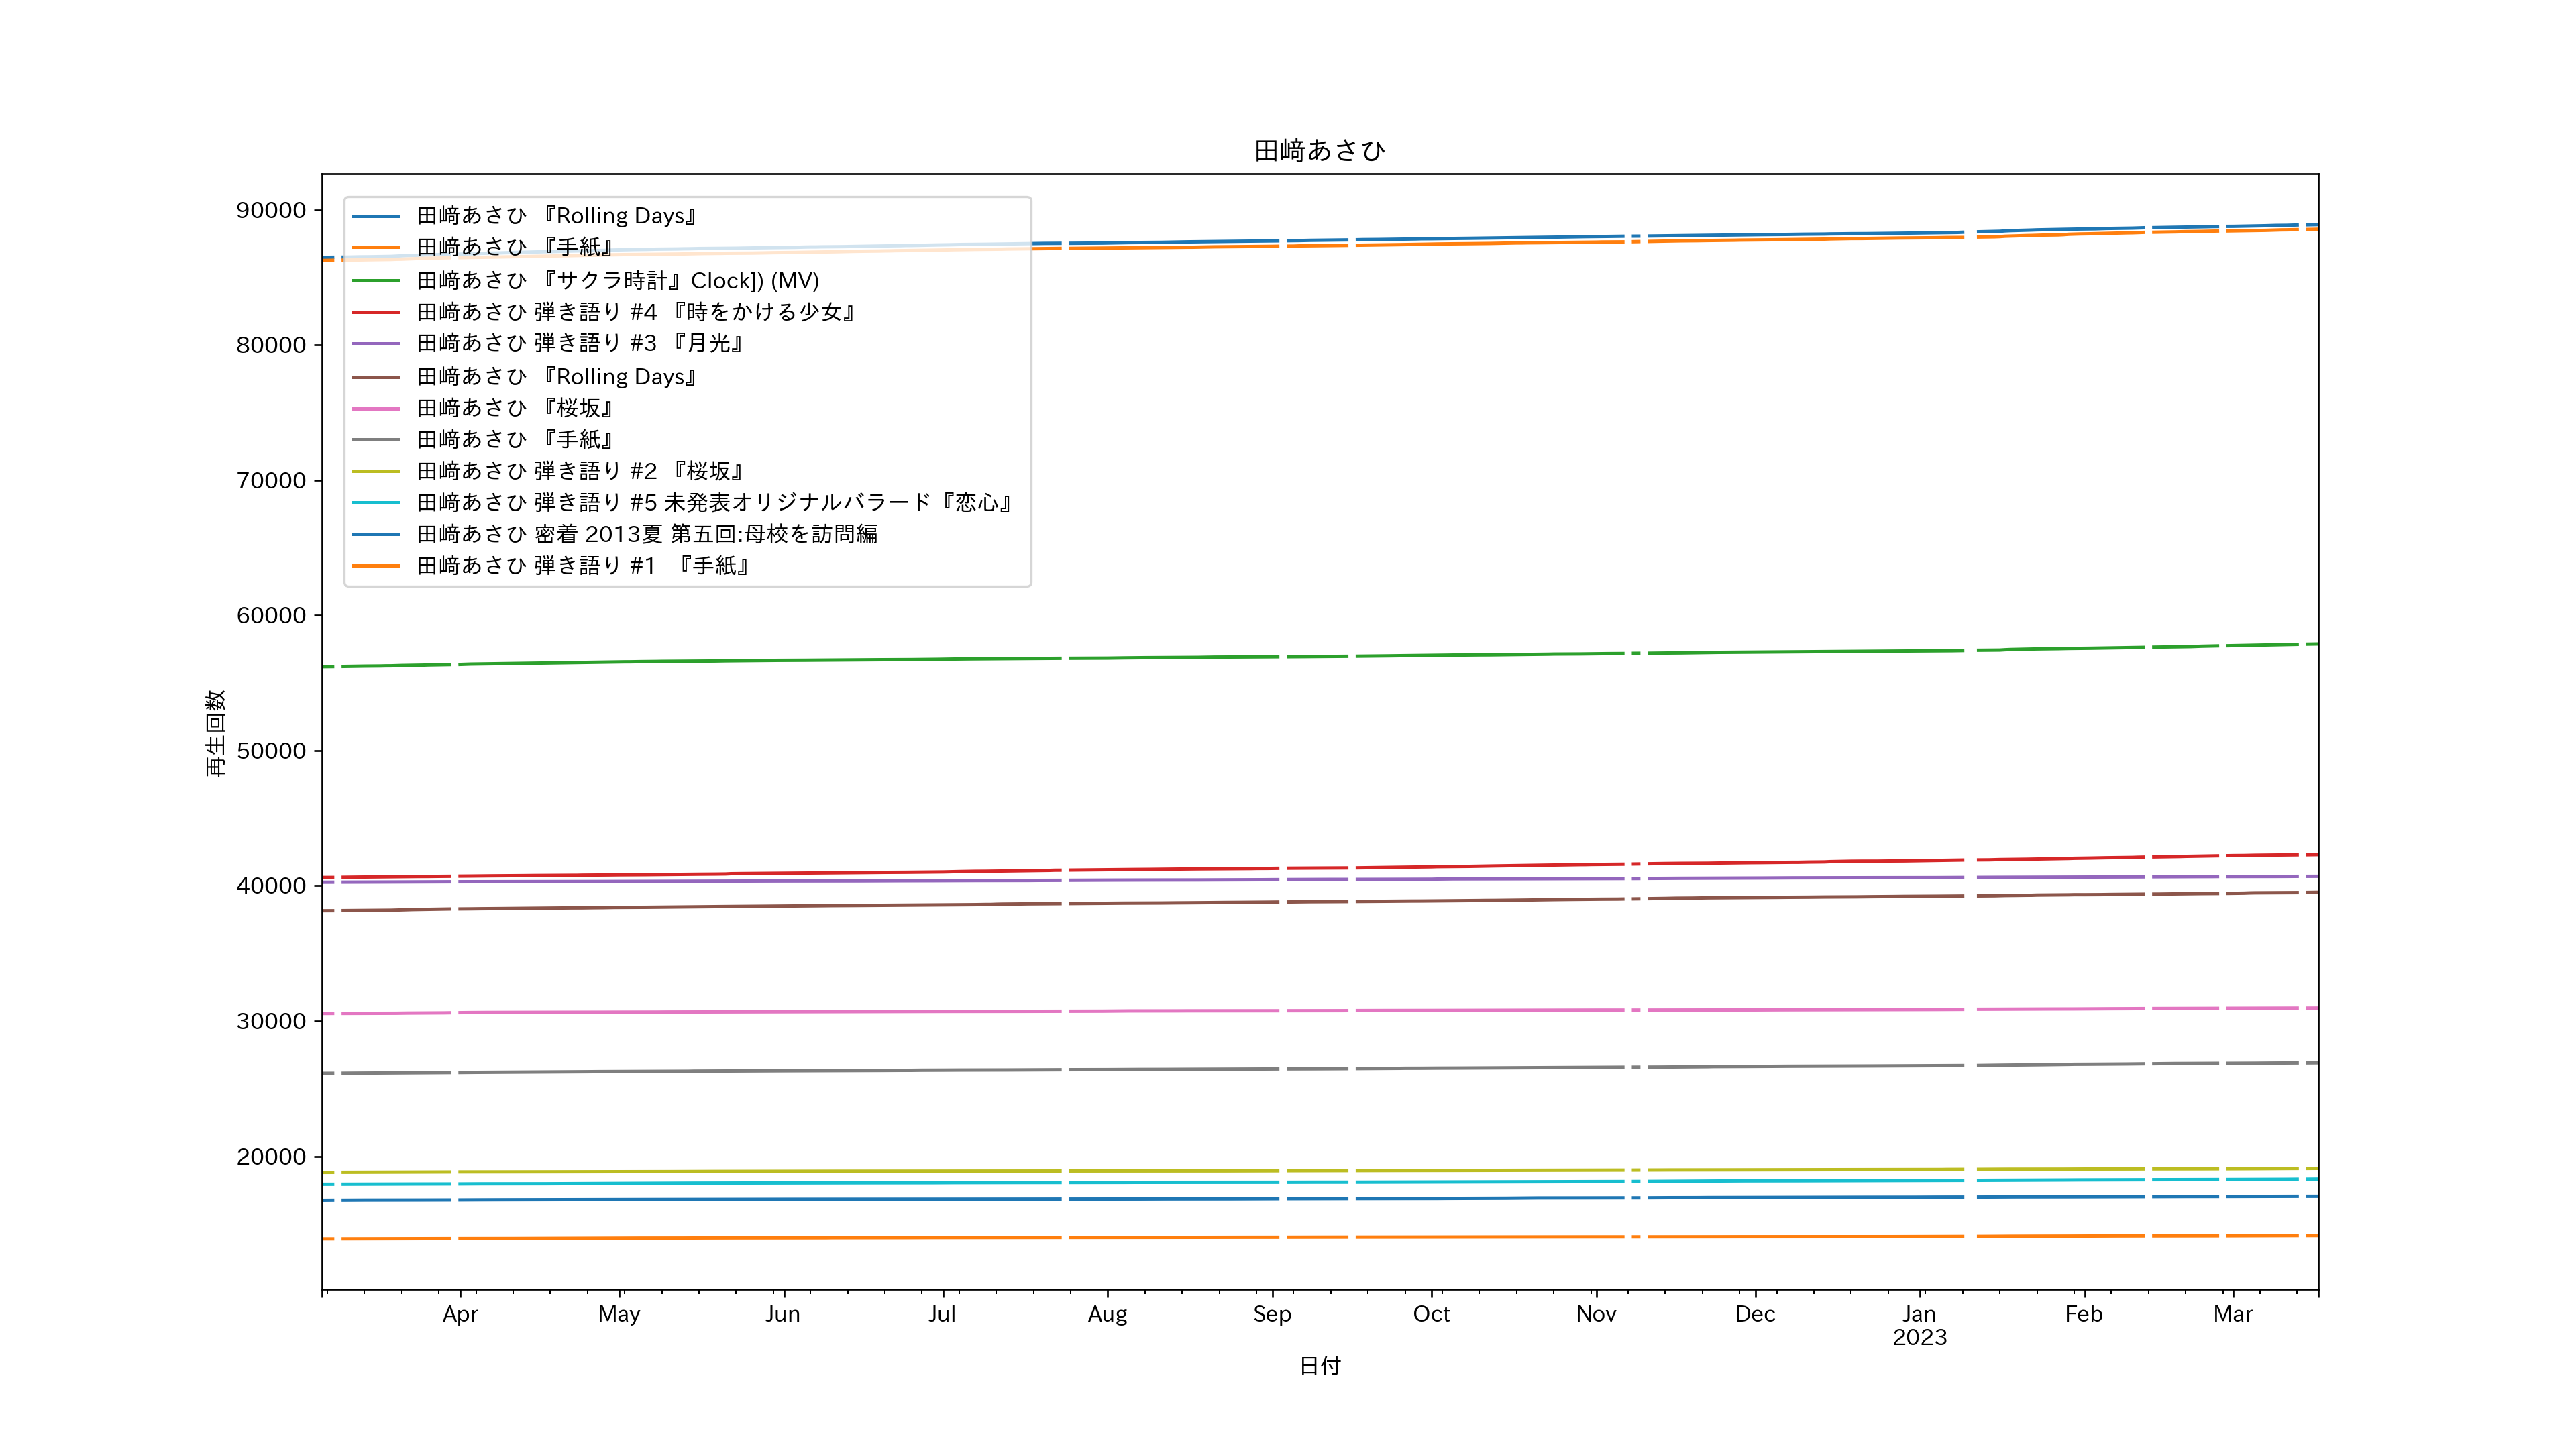 田﨑あさひ
90000
80000
70000
60000
50000
40000
30000
20000
再生回数
田﨑あさひ 『Rolling Days』
田﨑あさひ 『手紙』
田﨑あさひ 『サクラ時計』Clock]) (MV)
田﨑あさひ 弾き語り #4 『時をかける少女』
田﨑あさひ 弾き語り #3 『月光』
田﨑あさひ 『Rolling Days』
田﨑あさひ 『桜坂』
田﨑あさひ 『手紙』
田﨑あさひ 弾き語り #2 『桜坂』
田﨑あさひ 弾き語り #5 未発表オリジナルバラード『恋心』
田﨑あさひ 密着 2013夏 第五回:母校を訪問編
田﨑あさひ 弾き語り #1 『手紙』
Apr May Jun Jul Aug Sep Oct Nov Dec Jan Feb Mar
2023
日付